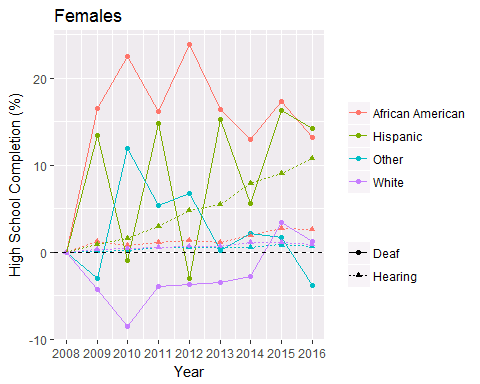 Females
High School Completion (%)
20
10
0
-10
2008 2009 2010 2011 2012 2013 2014 2015 2016
Year
African American
Hispanic
Other
White
Deaf
Hearing